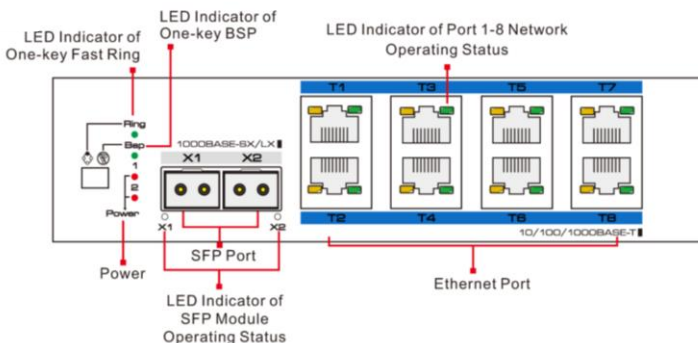 LED Indicator of
One-key Fast Ring
LED Indicator of
One-key BSP
LED Indicator of Port 1-8 Network
Operating Status
T1 T3 T5 T7
Ring
Bsp
1
2
Power
1000BASE-SX/LX
X1 X2
X1 X2
T2 T4 T6 T8
10/100/1000BASE-T
SFP Port
Power
Ethernet Port
LED Indicator of
SFP Module
Operating Status